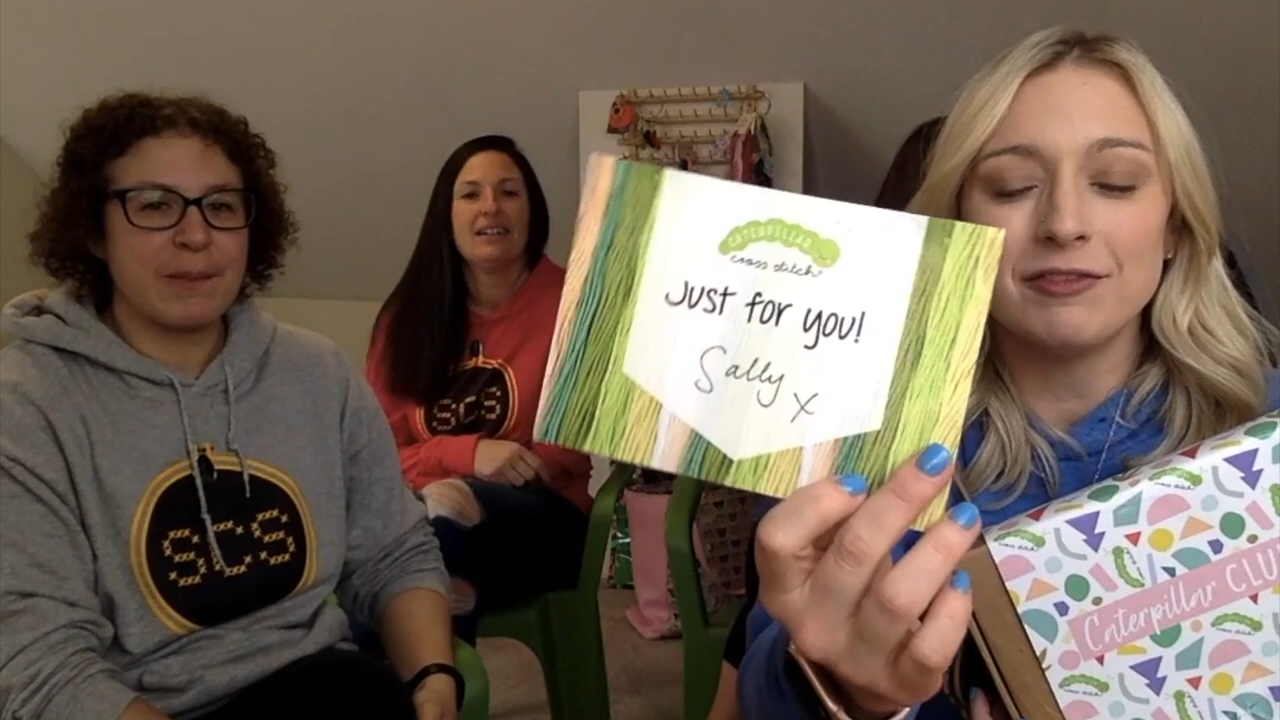 CATERPILLAR
cross stitch
Just for you!
Sally x
SCS
SCS
Caterpillar CLU